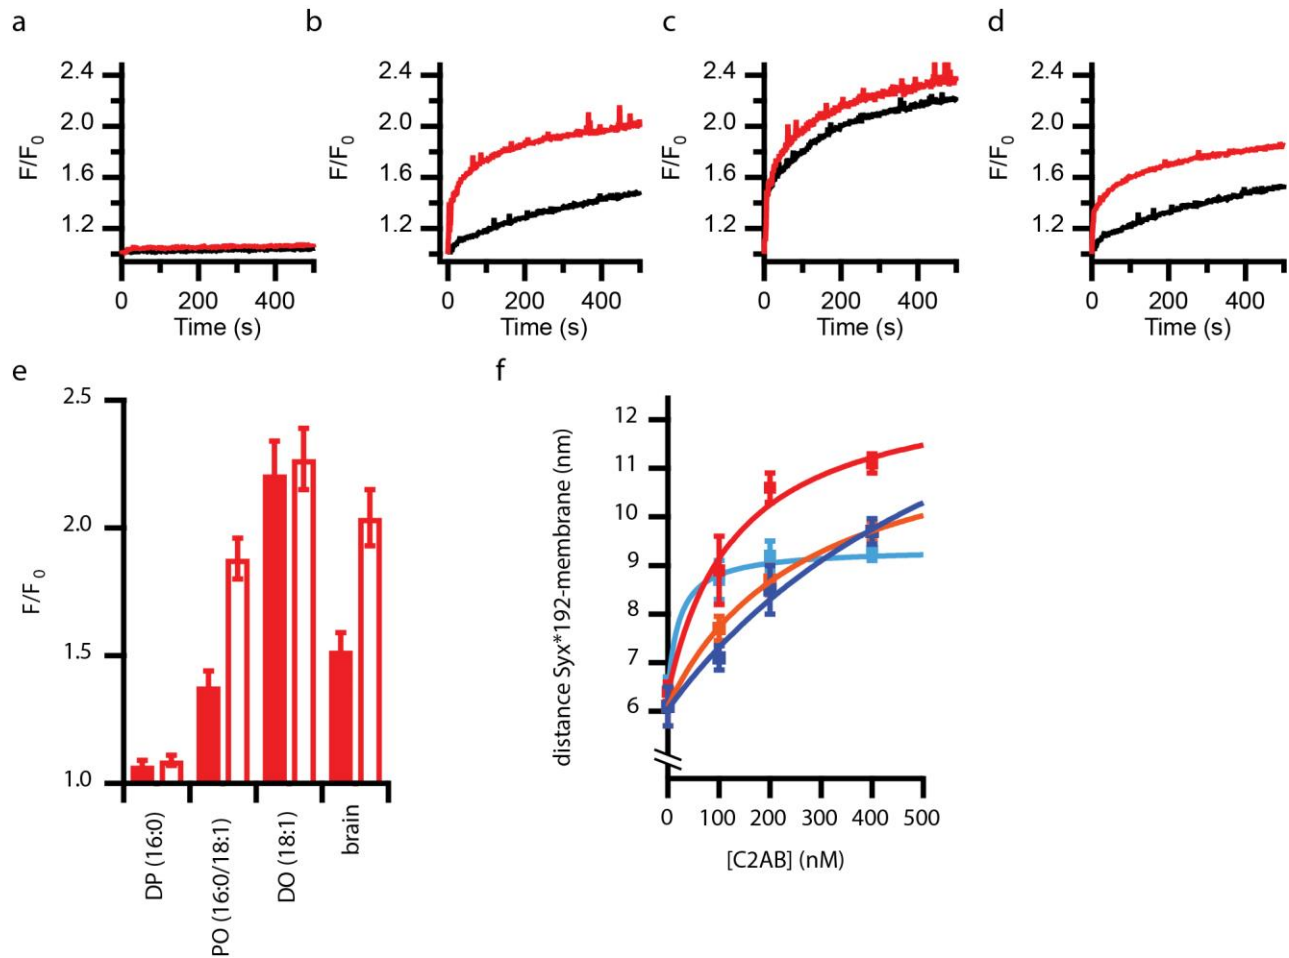 a
b
c
d
2.4
2.0
1.6
1.2
F/F0
0
200
400
Time (s)
2.4
2.0
1.6
1.2
F/F0
0
200
400
Time (s)
2.4
2.0
1.6
1.2
F/F0
0
200
400
Time (s)
2.4
2.0
1.6
1.2
F/F0
0
200
400
Time (s)
e
2.5
2.0
1.5
1.0
F/F0
DP (16:0)
PO (16:0/18:1)
DO (18:1)
brain
f
12
11
10
9
8
7
6
distance Syx*192-membrane (nm)
0
100
200
300
400
500
[C2AB] (nM)